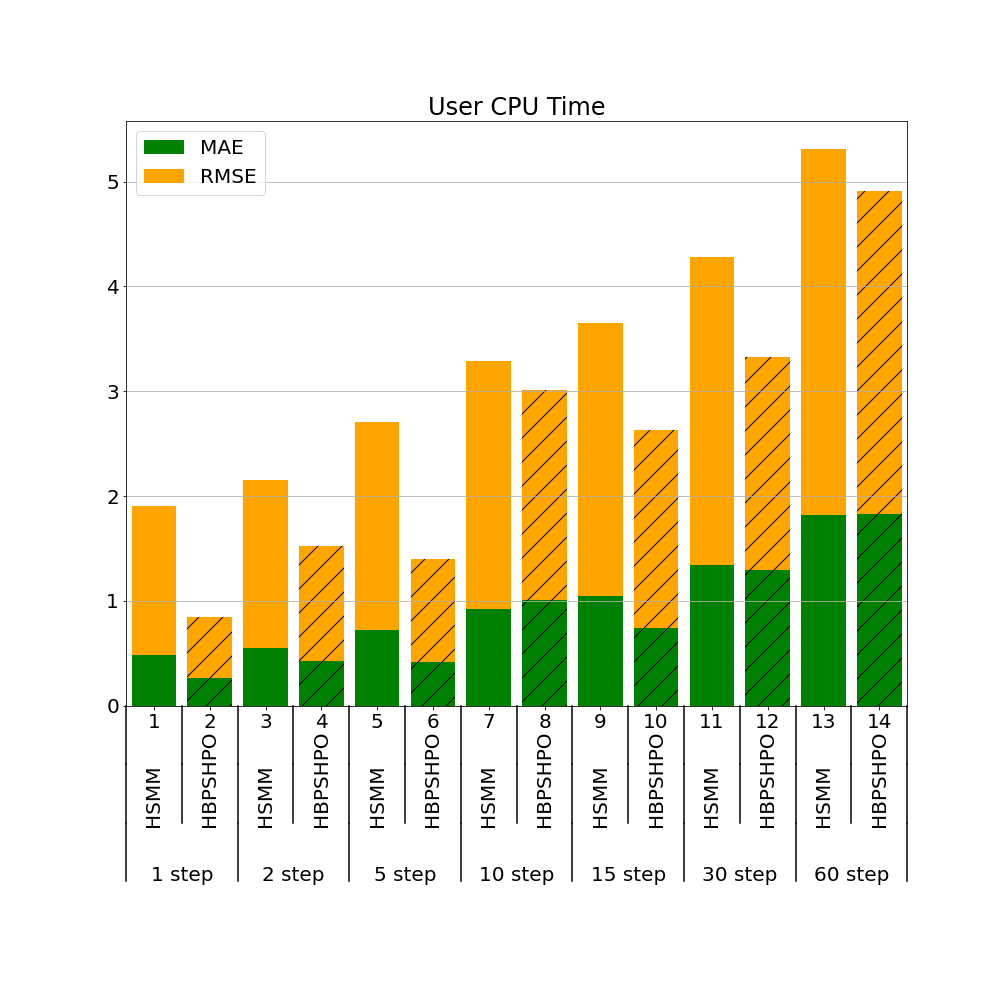 User CPU Time
MAE
RMSE
5
4
3
2
1
0
1 2 3 4 5 6 7 8 9 10 11 12 13 14
HSMM HBPSHPO HSMM HBPSHPO HSMM HBPSHPO HSMM HBPSHPO HSMM HBPSHPO HSMM HBPSHPO HSMM HBPSHPO
1 step 2 step 5 step 10 step 15 step 30 step 60 step